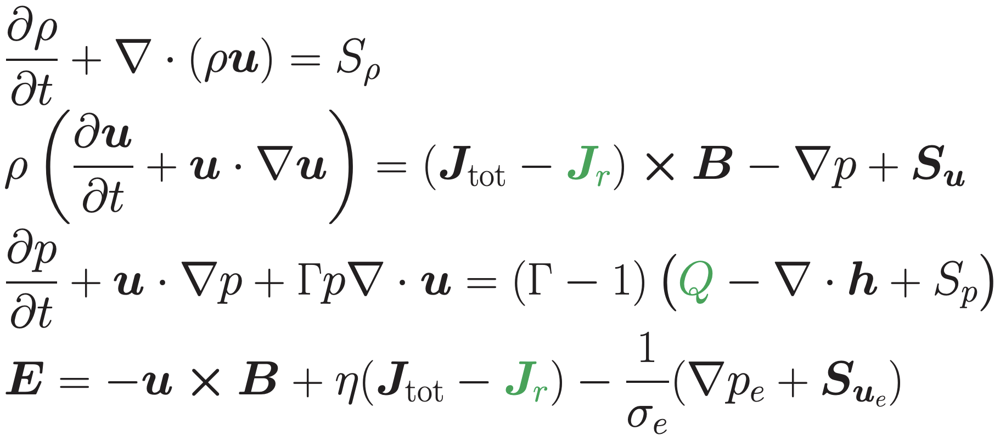 ∂ρ/∂t + ∇ · (ρ𝒖) = S_ρ
ρ (∂𝒖/∂t + 𝒖 · ∇𝒖) = (𝑱_tot − 𝑱_r) × 𝑩 − ∇p + 𝑺_𝒖
∂p/∂t + 𝒖 · ∇p + Γp∇ · 𝒖 = (Γ − 1) (Q − ∇ · 𝒉 + S_p)
𝑬 = −𝒖 × 𝑩 + η(𝑱_tot − 𝑱_r) − 1/σ_e (∇p_e + 𝑺_𝒖_e)